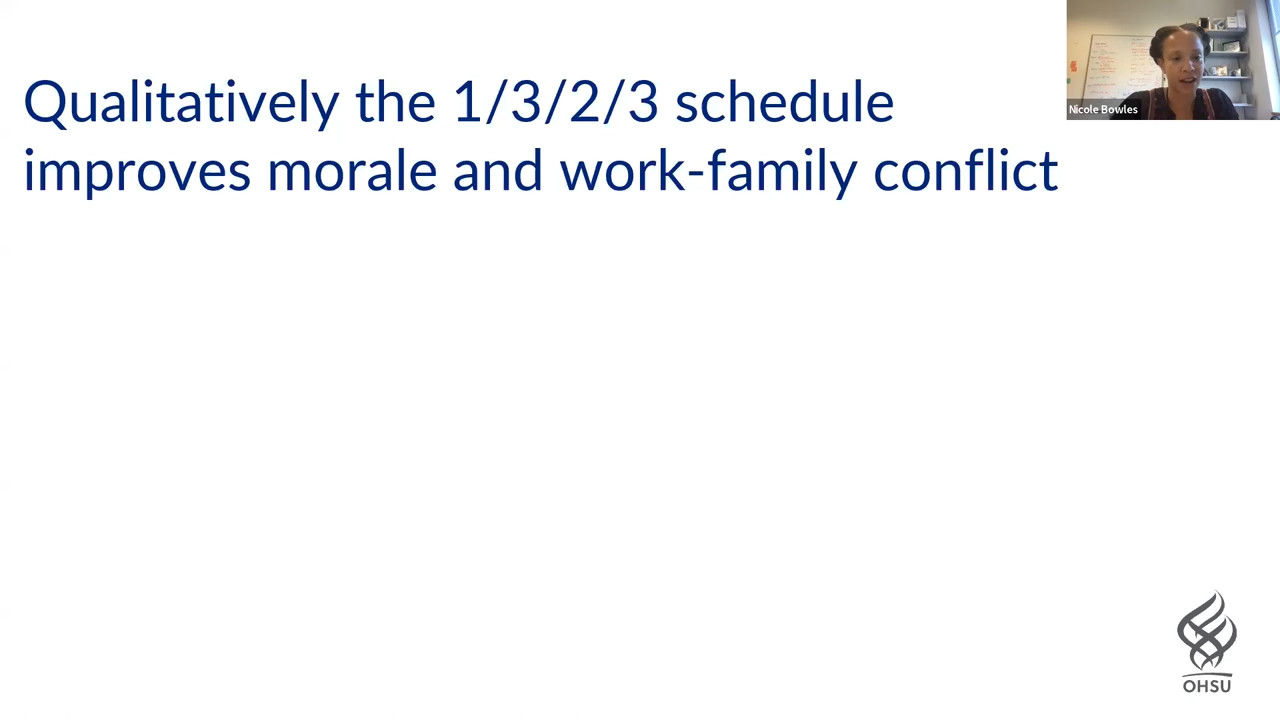 Qualitatively the 1/3/2/3 schedule
improves morale and work-family conflict
Nicole Bowles
OHSU